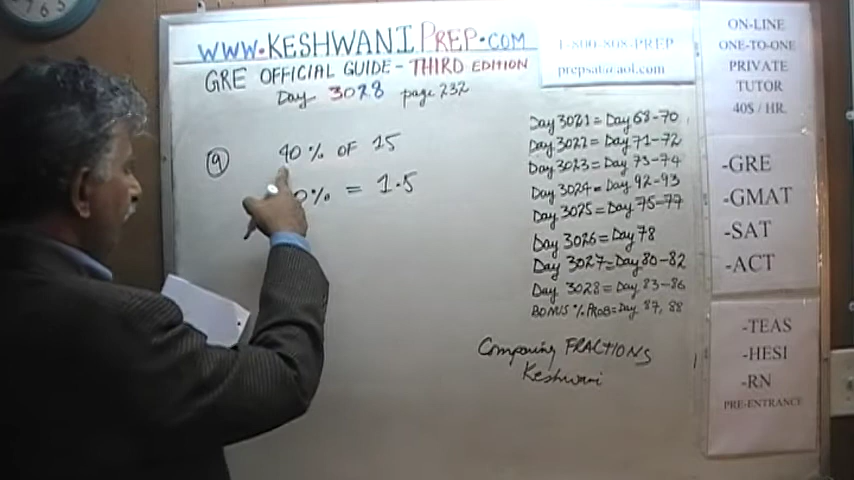 WWW.KESHWANIPREP.COM
GRE OFFICIAL GUIDE - THIRD EDITION
Day 3028 page 232
9 40% OF 15
0% = 1.5
1-800-808-PREP
prepsat@aol.com
Day 3021 = Day 68-70
Day 3022 = Day 71-72
Day 3023 = Day 73-74
Day 3024 = Day 92-93
Day 3025 = Day 75-77
Day 3026 = Day 78
Day 3027 = Day 80-82
Day 3028 = Day 83-86
BONUS % PROB = Day 87, 88
Comparing FRACTIONS
Keshwani
ON-LINE
ONE-TO-ONE
PRIVATE
TUTOR
40$ / HR
-GRE
-GMAT
-SAT
-ACT
-TEAS
-HESI
-RN
PRE-ENTRANCE